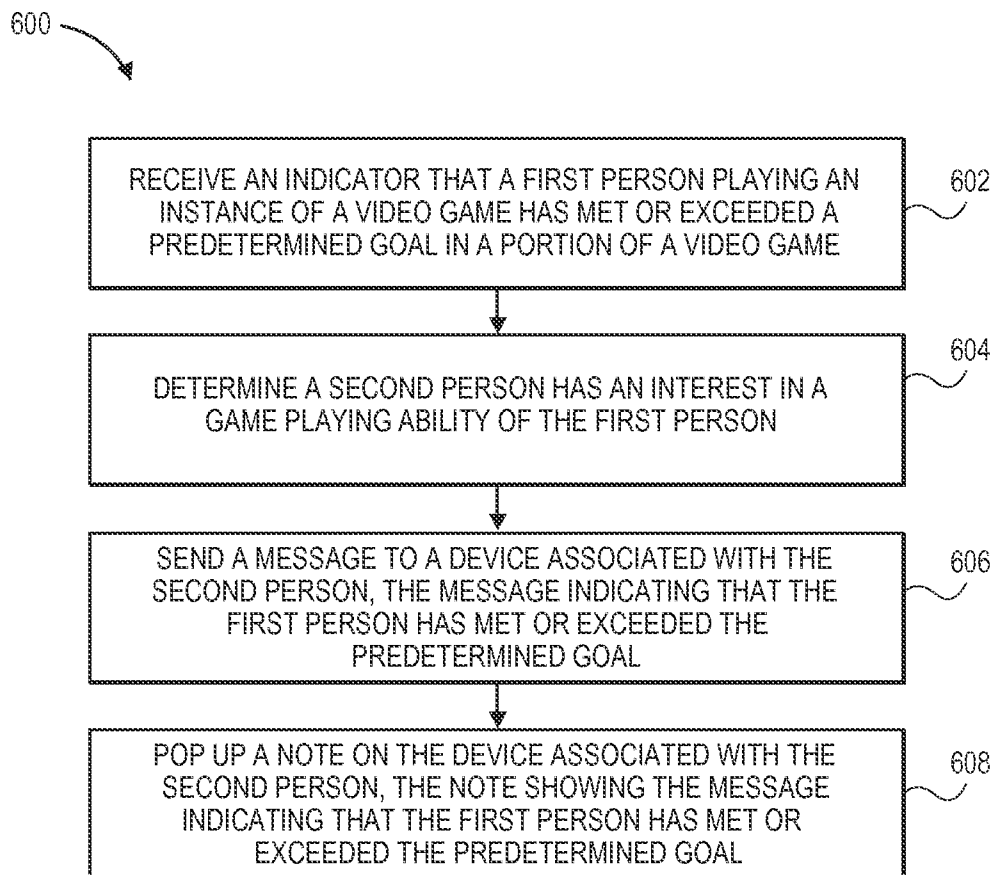 600
RECEIVE AN INDICATOR THAT A FIRST PERSON PLAYING AN
INSTANCE OF A VIDEO GAME HAS MET OR EXCEEDED A
PREDETERMINED GOAL IN A PORTION OF A VIDEO GAME
602
DETERMINE A SECOND PERSON HAS AN INTEREST IN A
GAME PLAYING ABILITY OF THE FIRST PERSON
604
SEND A MESSAGE TO A DEVICE ASSOCIATED WITH THE
SECOND PERSON, THE MESSAGE INDICATING THAT THE
FIRST PERSON HAS MET OR EXCEEDED THE
PREDETERMINED GOAL
606
POP UP A NOTE ON THE DEVICE ASSOCIATED WITH THE
SECOND PERSON, THE NOTE SHOWING THE MESSAGE
INDICATING THAT THE FIRST PERSON HAS MET OR
EXCEEDED THE PREDETERMINED GOAL
608